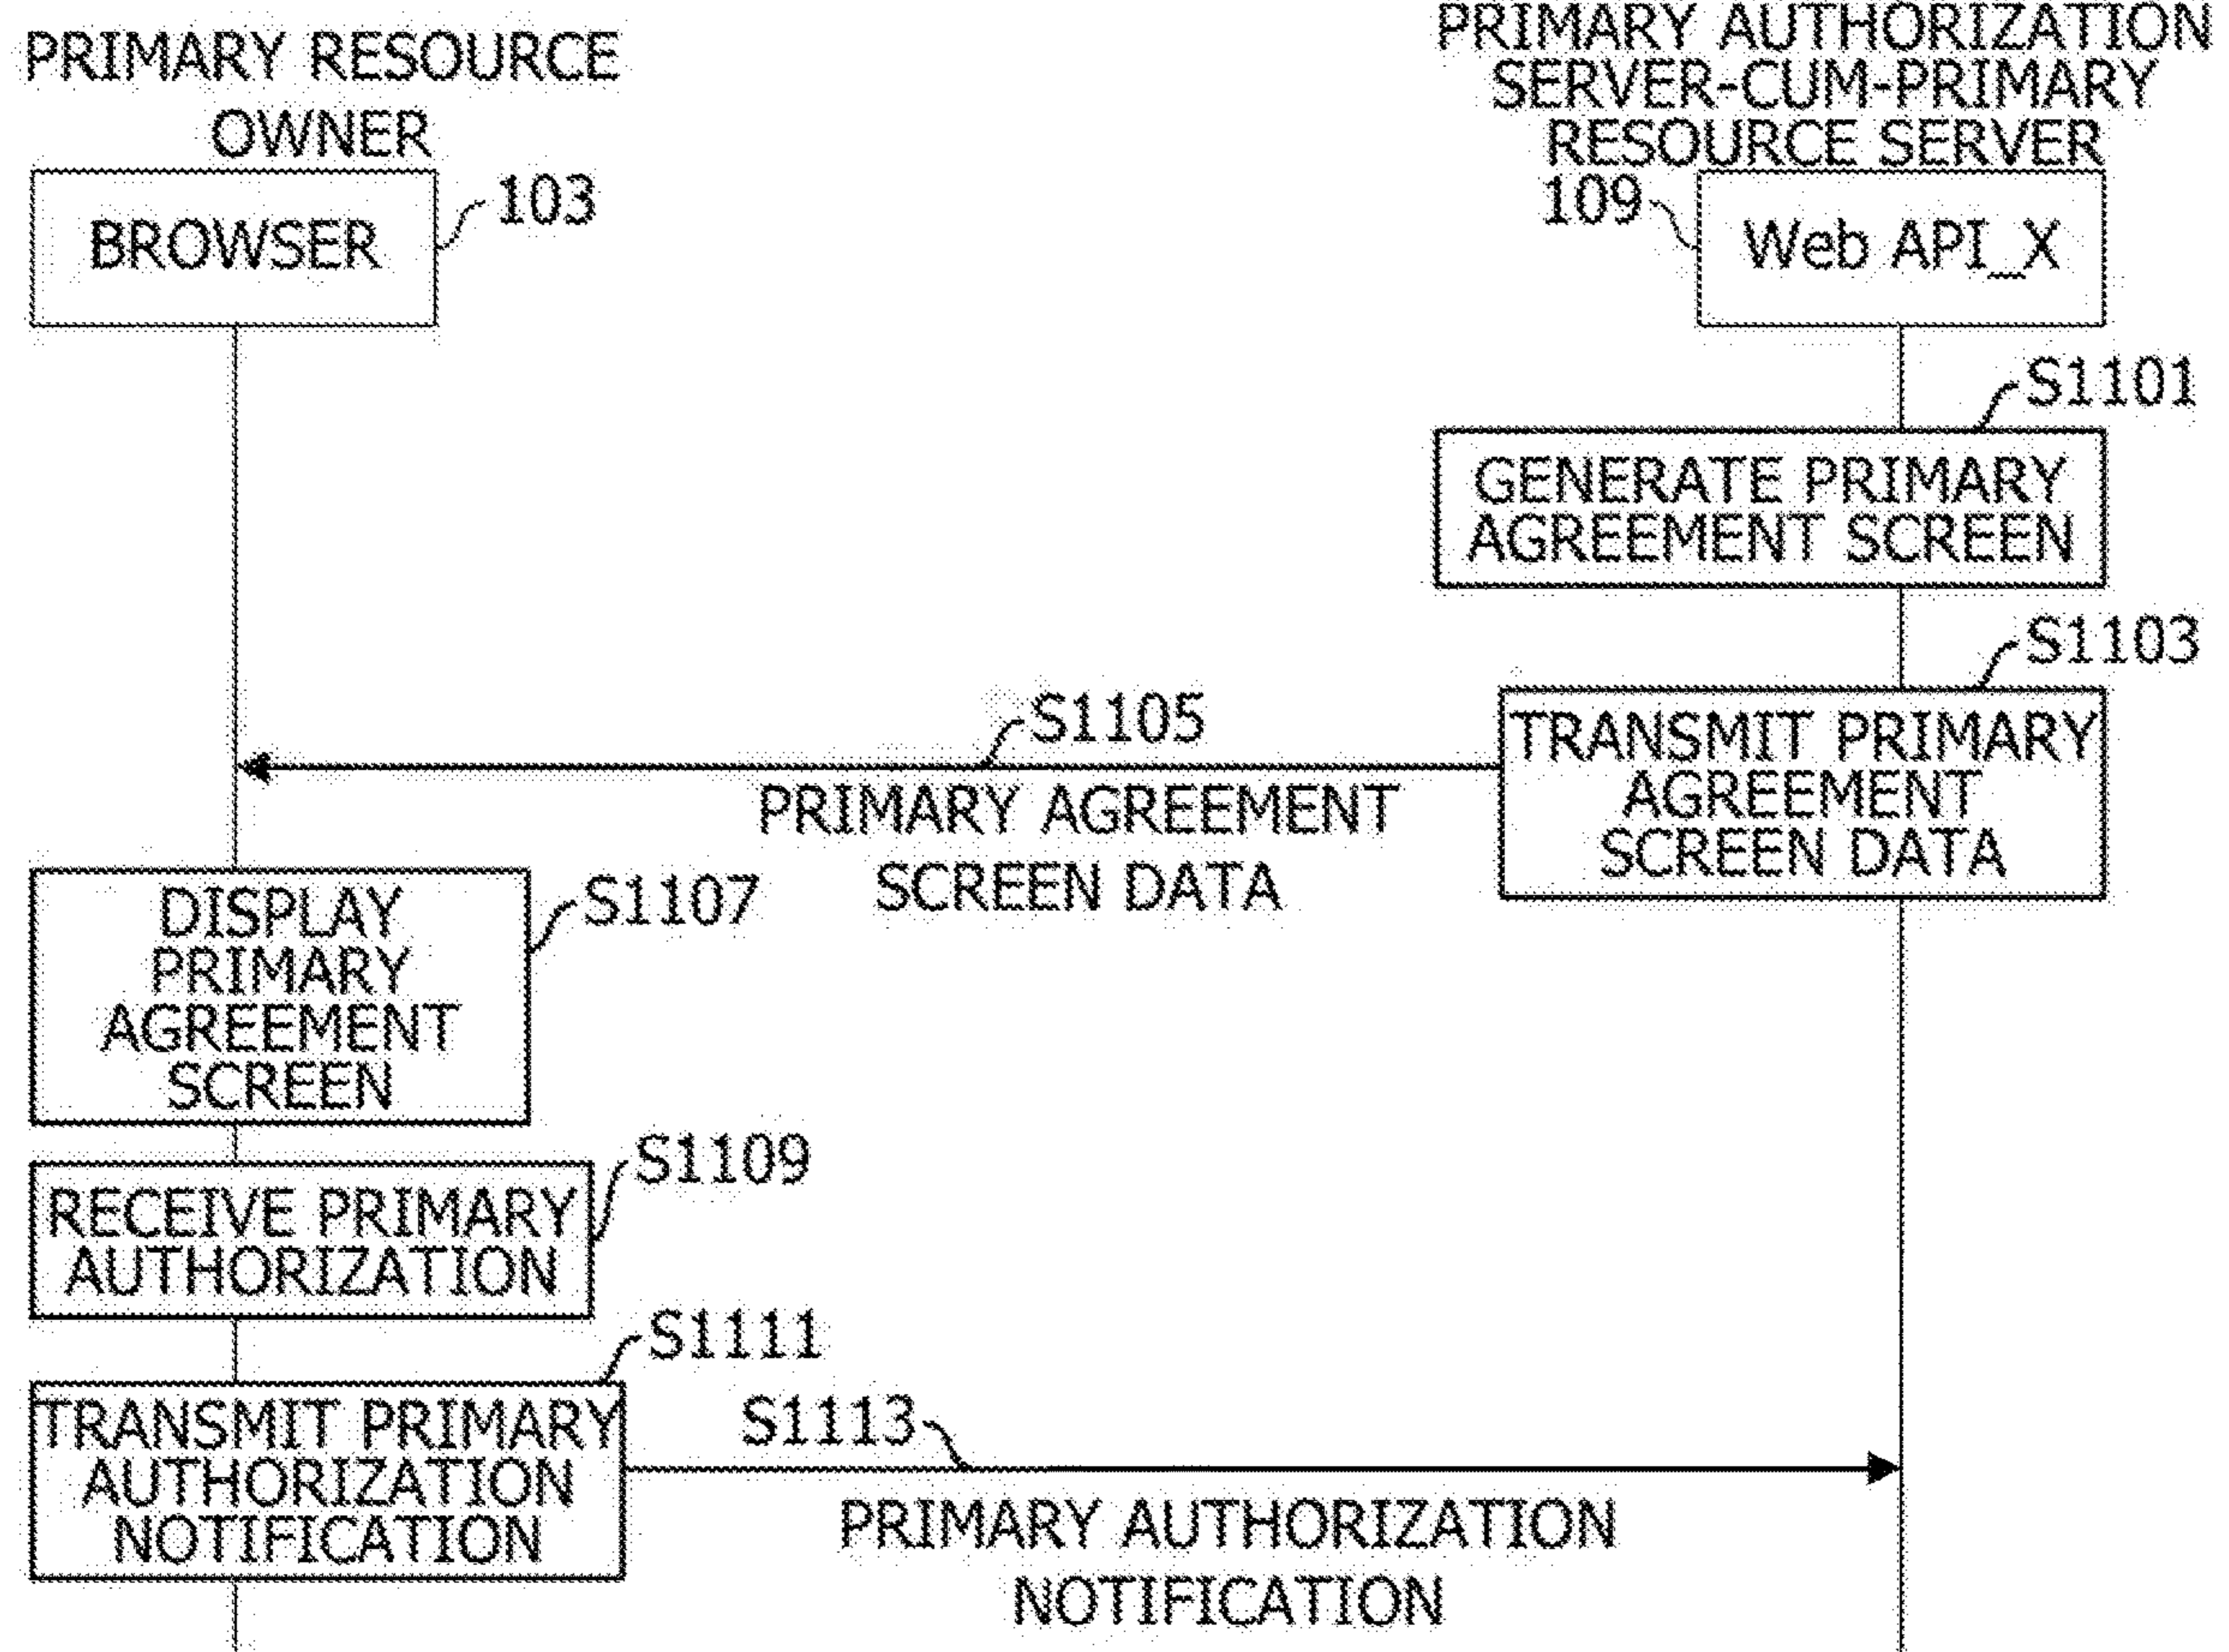 PRIMARY RESOURCE
OWNER
BROWSER
103
PRIMARY AUTHORIZATION
SERVER-CUM-PRIMARY
RESOURCE SERVER
109
Web API_X
S1101
GENERATE PRIMARY
AGREEMENT SCREEN
S1103
TRANSMIT PRIMARY
AGREEMENT
SCREEN DATA
S1105
PRIMARY AGREEMENT
SCREEN DATA
S1107
DISPLAY
PRIMARY
AGREEMENT
SCREEN
S1109
RECEIVE PRIMARY
AUTHORIZATION
S1111
TRANSMIT PRIMARY
AUTHORIZATION
NOTIFICATION
S1113
PRIMARY AUTHORIZATION
NOTIFICATION